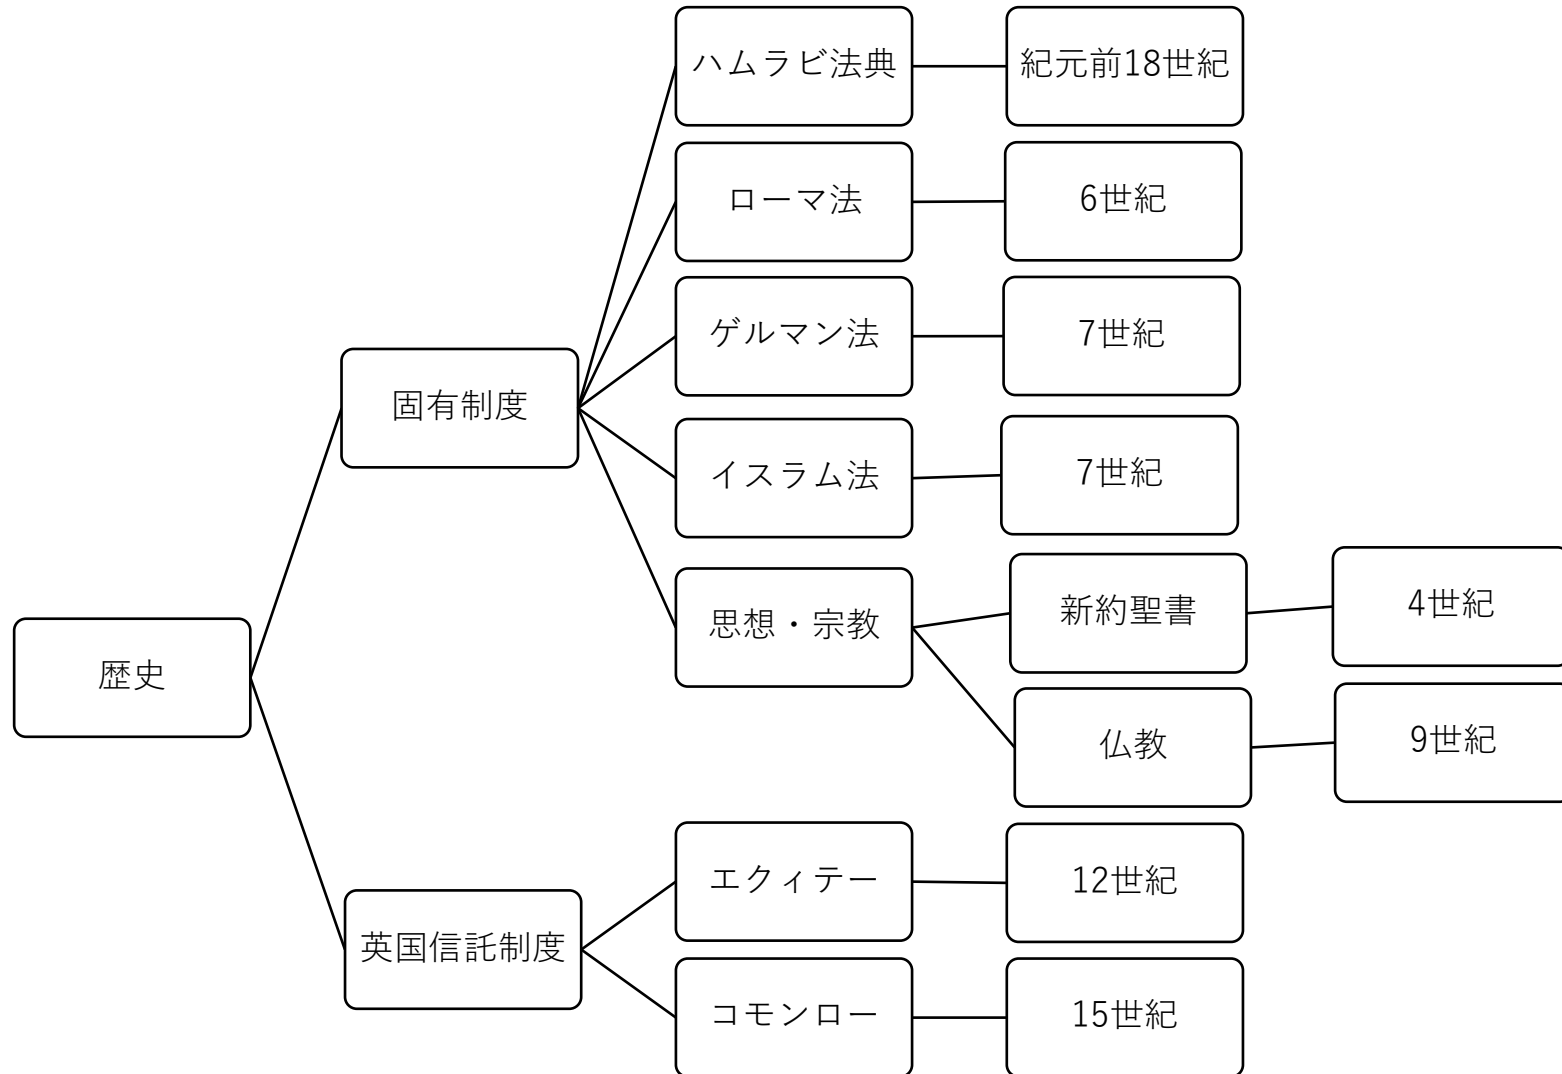 ハムラビ法典
紀元前18世紀
ローマ法
6世紀
ゲルマン法
7世紀
固有制度
イスラム法
7世紀
思想・宗教
新約聖書
4世紀
歴史
仏教
9世紀
エクィテー
12世紀
英国信託制度
コモンロー
15世紀